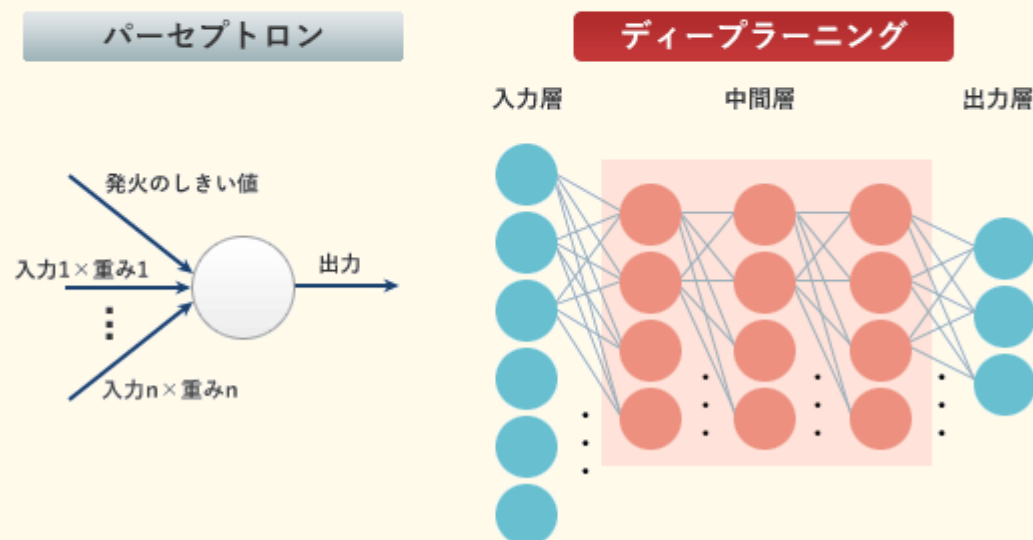 パーセプトロン
発火のしきい値
入力1×重み1
入力n×重みn
出力
ディープラーニング
入力層
中間層
出力層